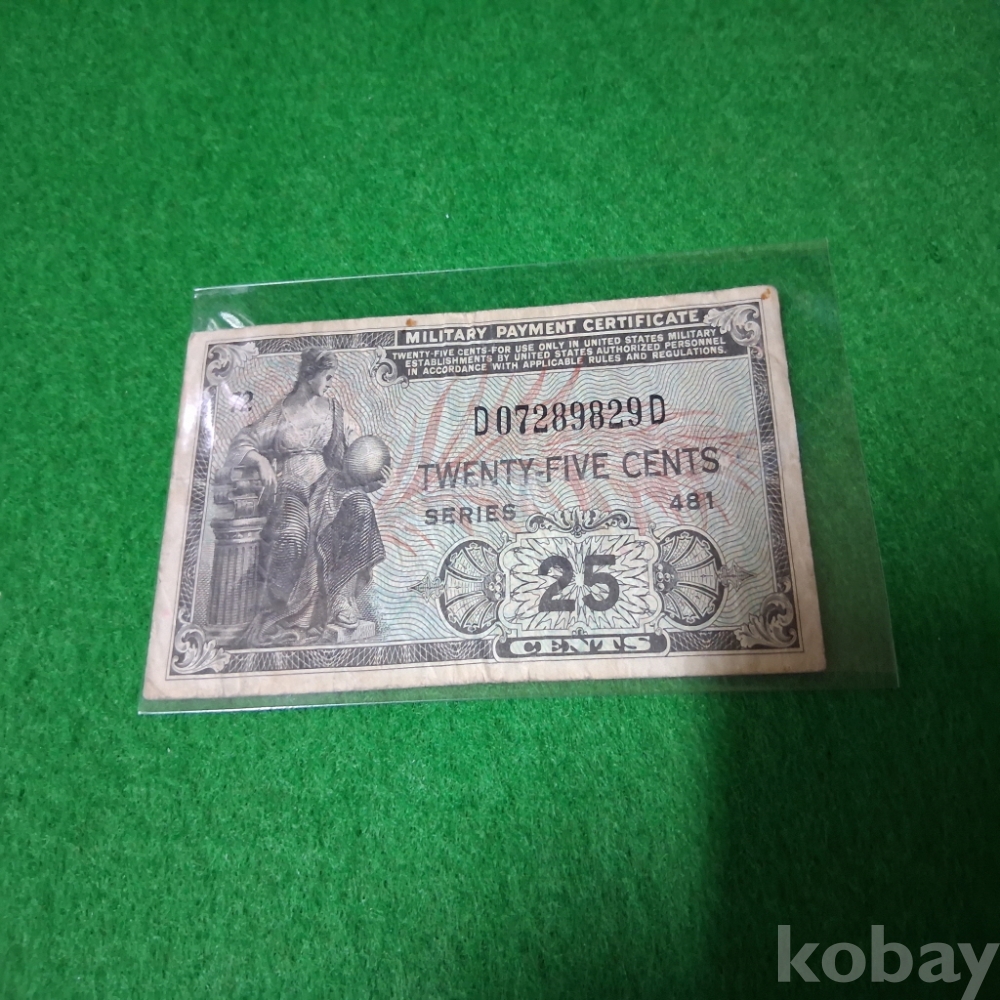 MILITARY PAYMENT CERTIFICATE
TWENTY-FIVE CENTS-FOR USE ONLY IN UNITED STATES MILITARY
ESTABLISHMENTS BY UNITED STATES AUTHORIZED PERSONNEL
IN ACCORDANCE WITH APPLICABLE RULES AND REGULATIONS.
D07289829D
TWENTY-FIVE CENTS
SERIES 481
25
CENTS
kobay